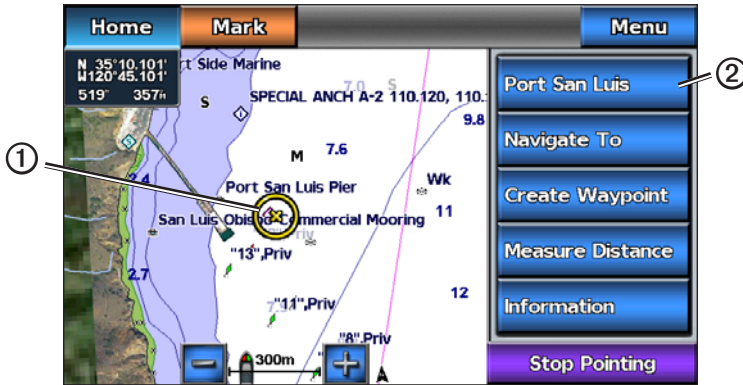 Home Mark Menu
N 35°10.101'
W120°45.101'
519° 357ft
rt Side Marine
7.0 S
S
SPECIAL ANCH A-2 110.120, 110.
9.8
M 7.6
①
②
2.4
Port San Luis Pier
Wk
San Luis Obispo Commercial Mooring
11
"13",Priv
2.7
"11",Priv
12
"8",Priv
300m
Port San Luis
Navigate To
Create Waypoint
Measure Distance
Information
Stop Pointing